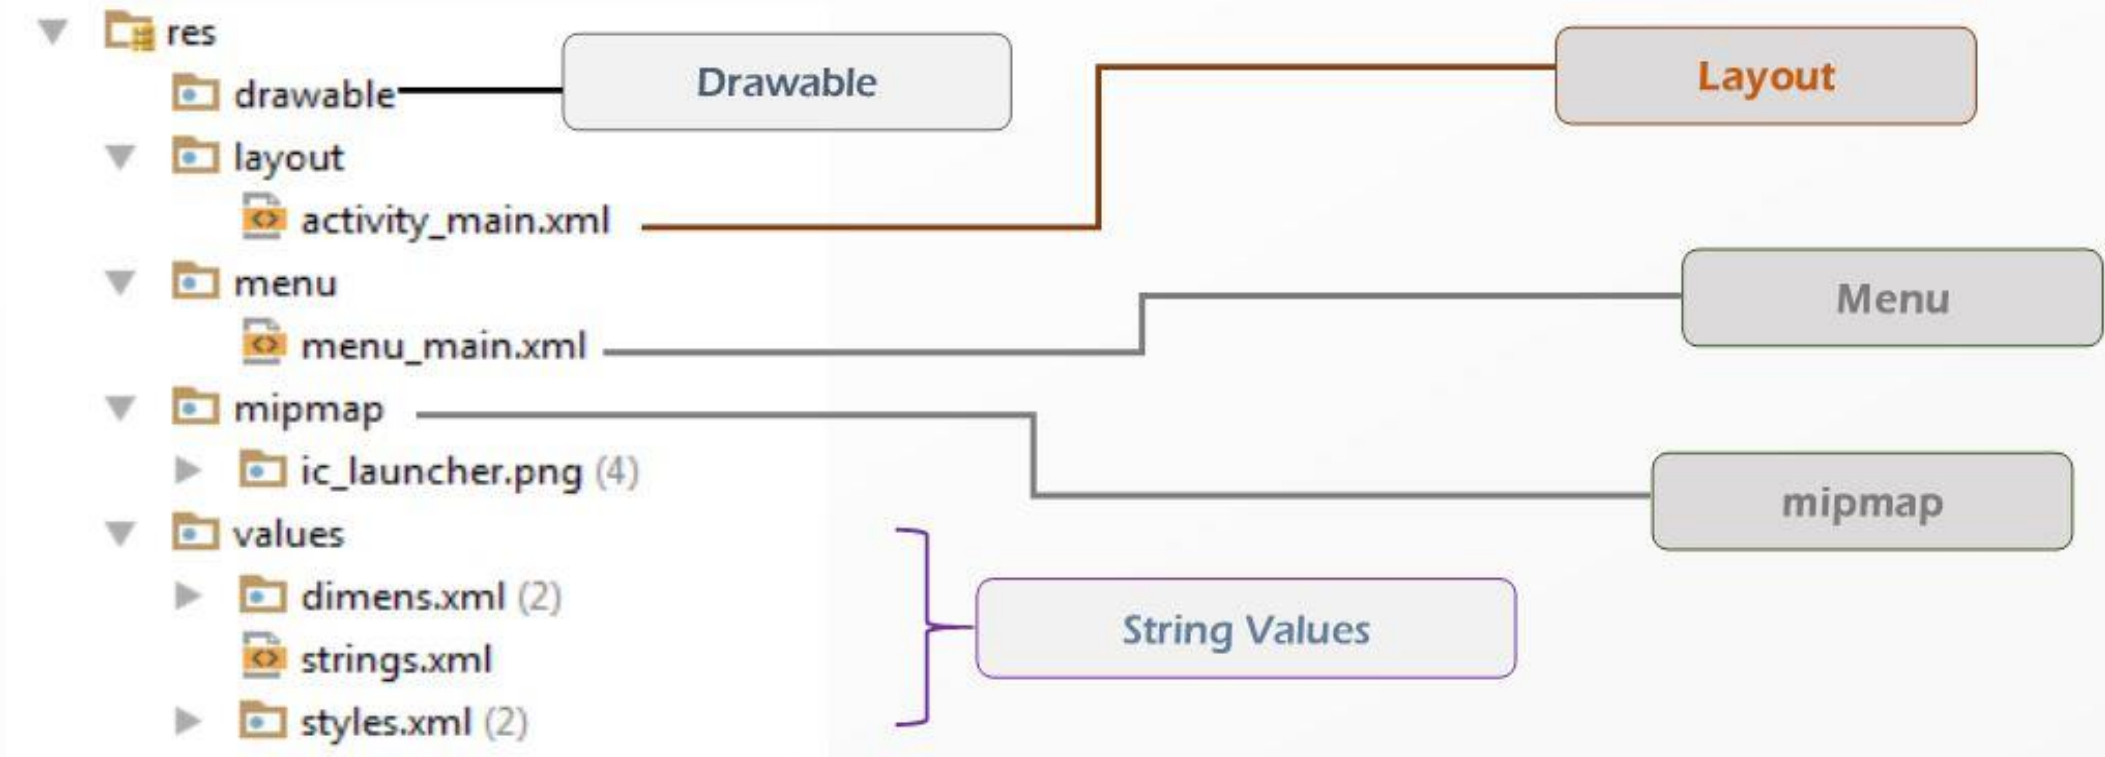 res
drawable
Drawable
Layout
layout
activity_main.xml
menu
Menu
menu_main.xml
mipmap
ic_launcher.png (4)
mipmap
values
dimens.xml (2)
String Values
strings.xml
styles.xml (2)